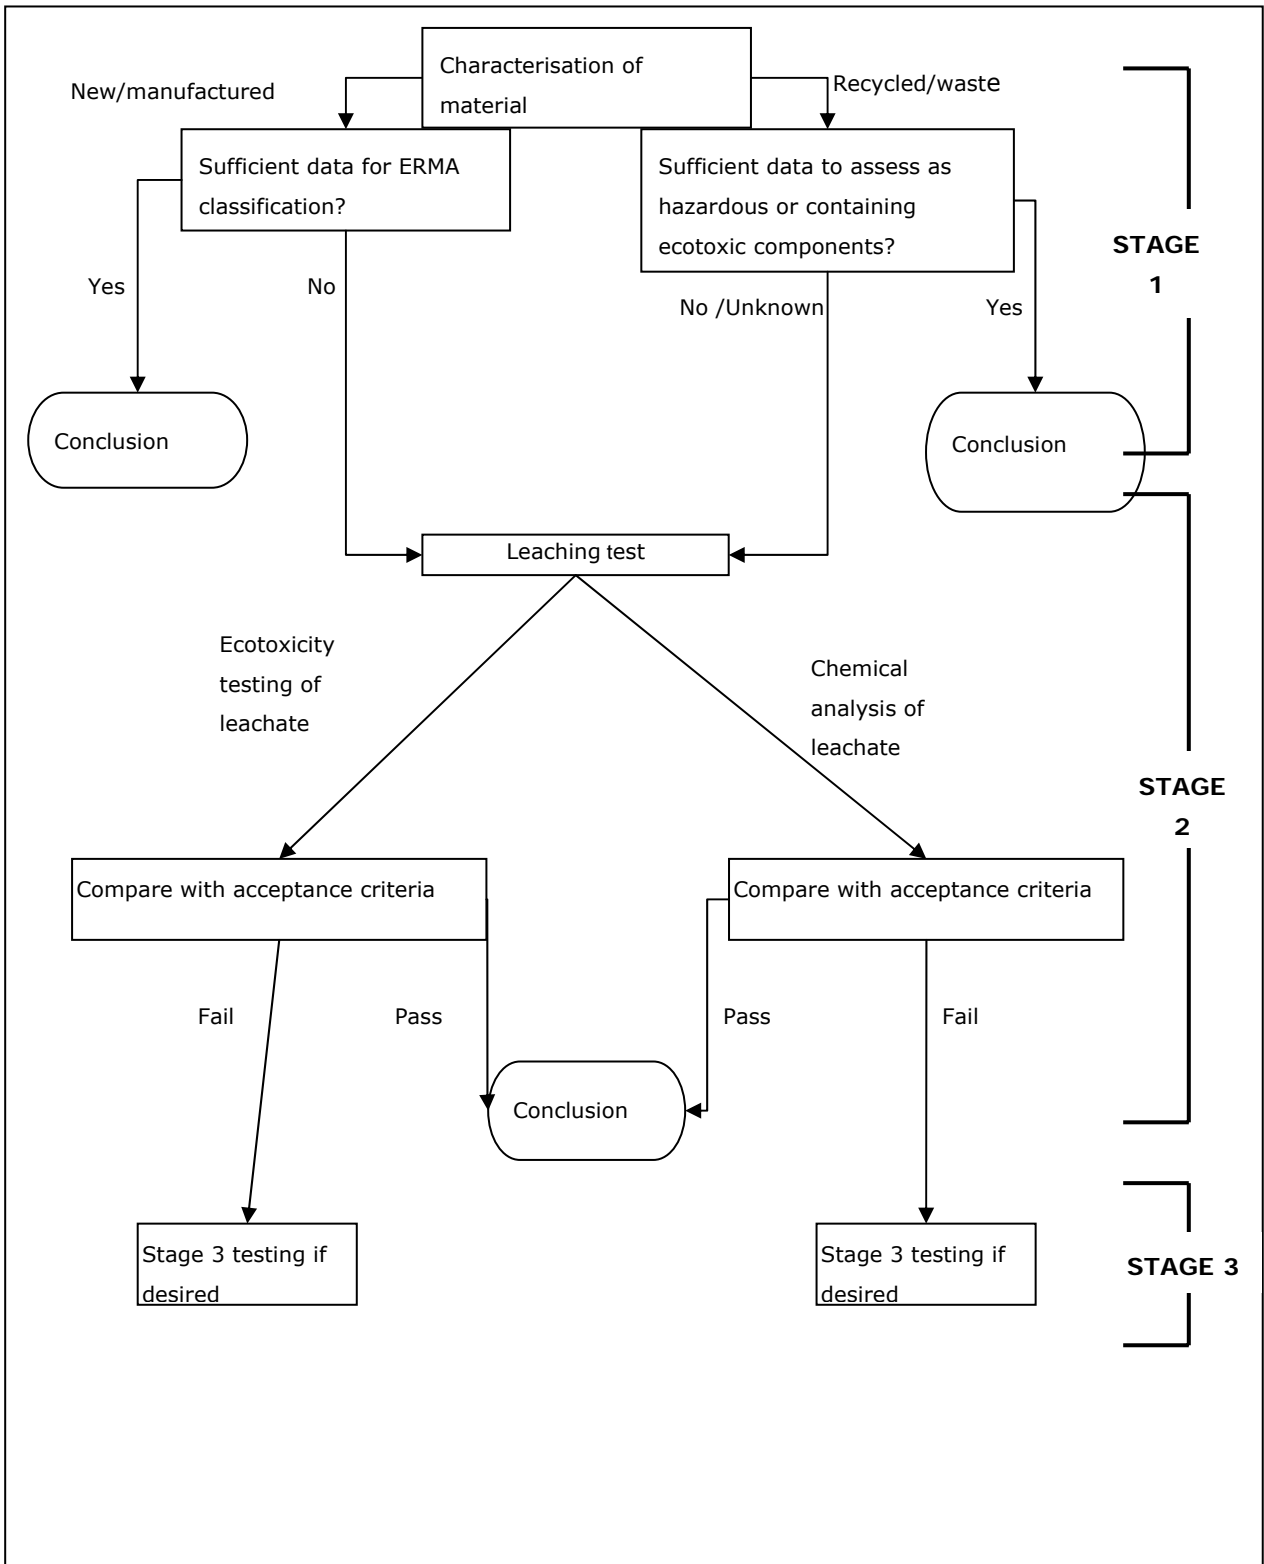 Characterisation of
material
New/manufactured
Recycled/waste
Sufficient data for ERMA
classification?
Sufficient data to assess as
hazardous or containing
ecotoxic components?
STAGE
1
Yes
No
No /Unknown
Yes
Conclusion
Conclusion
Leaching test
Ecotoxicity
testing of
leachate
Chemical
analysis of
leachate
STAGE
2
Compare with acceptance criteria
Compare with acceptance criteria
Fail
Pass
Pass
Fail
Conclusion
Stage 3 testing if
desired
Stage 3 testing if
desired
STAGE 3